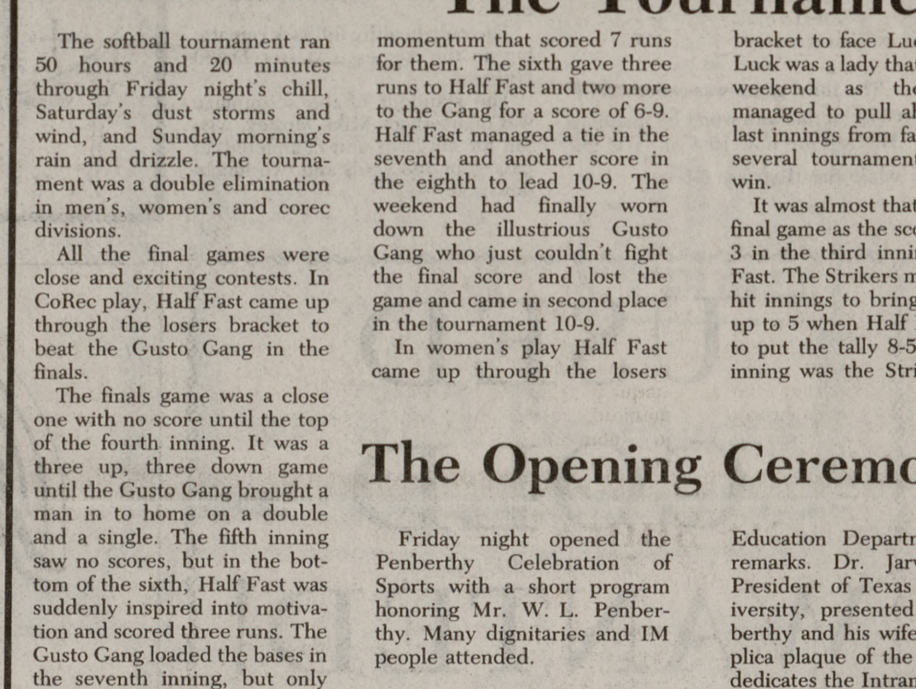 The Tourname
The softball tournament ran
50 hours and 20 minutes
through Friday night's chill,
Saturday's dust storms and
wind, and Sunday morning's
rain and drizzle. The tourna-
ment was a double elimination
in men's, women's and corec
divisions.
All the final games were
close and exciting contests. In
CoRec play, Half Fast came up
through the losers bracket to
beat the Gusto Gang in the
finals.
The finals game was a close
one with no score until the top
of the fourth inning. It was a
three up, three down game
until the Gusto Gang brought a
man in to home on a double
and a single. The fifth inning
saw no scores, but in the bot-
tom of the sixth, Half Fast was
suddenly inspired into motiva-
tion and scored three runs. The
Gusto Gang loaded the bases in
the seventh inning, but only
momentum that scored 7 runs
for them. The sixth gave three
runs to Half Fast and two more
to the Gang for a score of 6-9.
Half Fast managed a tie in the
seventh and another score in
the eighth to lead 10-9. The
weekend had finally worn
down the illustrious Gusto
Gang who just couldn't fight
the final score and lost the
game and came in second place
in the tournament 10-9.
In women's play Half Fast
came up through the losers
bracket to face Luc
Luck was a lady tha
weekend as the
managed to pull al
last innings from fa
several tournament
win.
It was almost that
final game as the sco
3 in the third inni
Fast. The Strikers m
hit innings to bring
up to 5 when Half
to put the tally 8-5
inning was the Stri
The Opening Ceremo
Friday night opened the
Penberthy Celebration of
Sports with a short program
honoring Mr. W. L. Penber-
thy. Many dignitaries and IM
people attended.
Education Departm
remarks. Dr. Jar
President of Texas
iversity, presented
berthy and his wife
plica plaque of the
dedicates the Intram